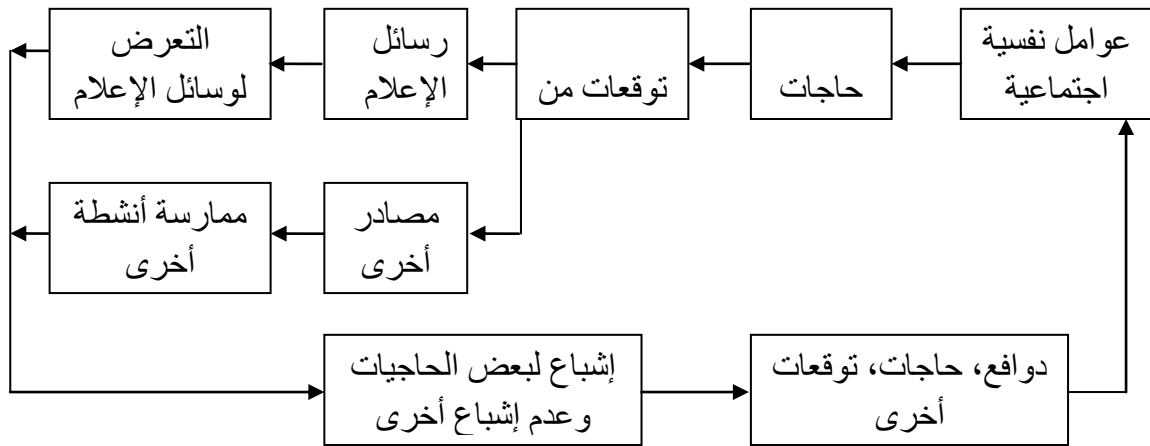 عوامل نفسية
اجتماعية
حاجات
توقعات من
رسائل
الإعلام
التعرض
لوسائل الإعلام
مصادر
أخرى
ممارسة أنشطة
أخرى
إشباع لبعض الحاجيات
وعدم إشباع أخرى
دوافع، حاجات، توقعات
أخرى